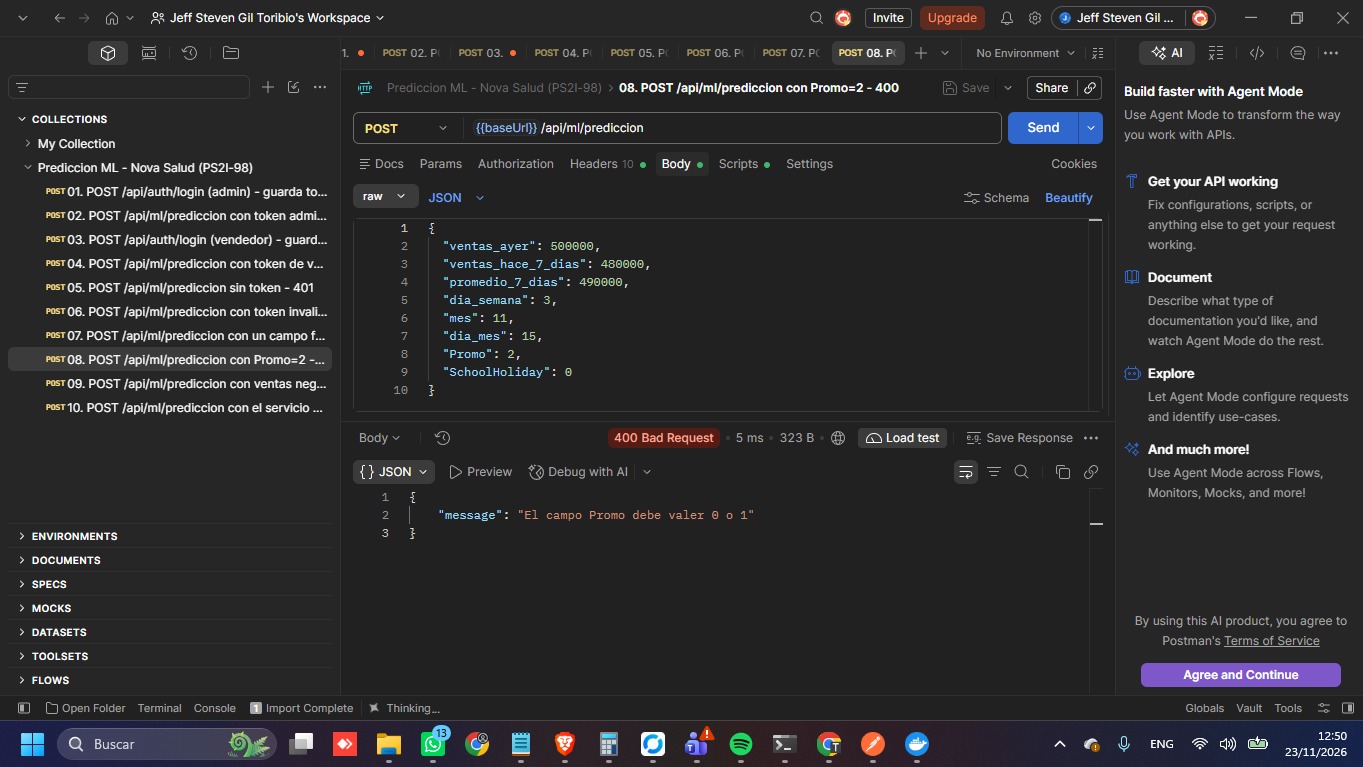 Jeff Steven Gil Toribio's Workspace
Invite
Upgrade
Jeff Steven Gil ...
1.
POST 02. P
POST 03.
POST 04. P
POST 05. P
POST 06. P
POST 07. P
POST 08. P
No Environment
AI
Prediccion ML - Nova Salud (PS2I-98) > 08. POST /api/ml/prediccion con Promo=2 - 400
Save
Share
COLLECTIONS
My Collection
Prediccion ML - Nova Salud (PS2I-98)
POST 01. POST /api/auth/login (admin) - guarda to...
POST 02. POST /api/ml/prediccion con token admi...
POST 03. POST /api/auth/login (vendedor) - guard...
POST 04. POST /api/ml/prediccion con token de v...
POST 05. POST /api/ml/prediccion sin token - 401
POST 06. POST /api/ml/prediccion con token invali...
POST 07. POST /api/ml/prediccion con un campo f...
POST 08. POST /api/ml/prediccion con Promo=2 -...
POST 09. POST /api/ml/prediccion con ventas neg...
POST 10. POST /api/ml/prediccion con el servicio ...
ENVIRONMENTS
DOCUMENTS
SPECS
MOCKS
DATASETS
TOOLSETS
FLOWS
POST
{{baseUrl}} /api/ml/prediccion
Send
Docs
Params
Authorization
Headers 10
Body
Scripts
Settings
Cookies
raw
JSON
Schema
Beautify
1 {
2 "ventas_ayer": 500000,
3 "ventas_hace_7_dias": 480000,
4 "promedio_7_dias": 490000,
5 "dia_semana": 3,
6 "mes": 11,
7 "dia_mes": 15,
8 "Promo": 2,
9 "SchoolHoliday": 0
10 }
Body
400 Bad Request
5 ms
323 B
Load test
e.g. Save Response
{} JSON
Preview
Debug with AI
1 {
2 "message": "El campo Promo debe valer 0 o 1"
3 }
Build faster with Agent Mode
Use Agent Mode to transform the way
you work with APIs.
Get your API working
Fix configurations, scripts, or
anything else to get your request
working.
Document
Describe what type of
documentation you'd like, and
watch Agent Mode do the rest.
Explore
Let Agent Mode configure requests
and identify use-cases.
And much more!
Use Agent Mode across Flows,
Monitors, Mocks, and more!
By using this AI product, you agree to
Postman's Terms of Service
Agree and Continue
Open Folder
Terminal
Console
1 Import Complete
Thinking...
Globals
Vault
Tools
Buscar
13
ENG
12:50
23/11/2026